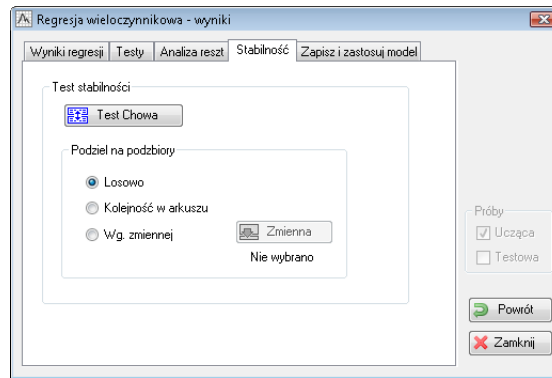 Regresja wieloczynnikowa - wyniki
Wyniki regresji Testy Analiza reszt Stabilność Zapisz i zastosuj model
Test stabilności
Test Chowa
Podziel na podzbiory
Losowo
Kolejność w arkuszu
Wg. zmiennej
Zmienna
Nie wybrano
Próby
Ucząca
Testowa
Powrót
Zamknij